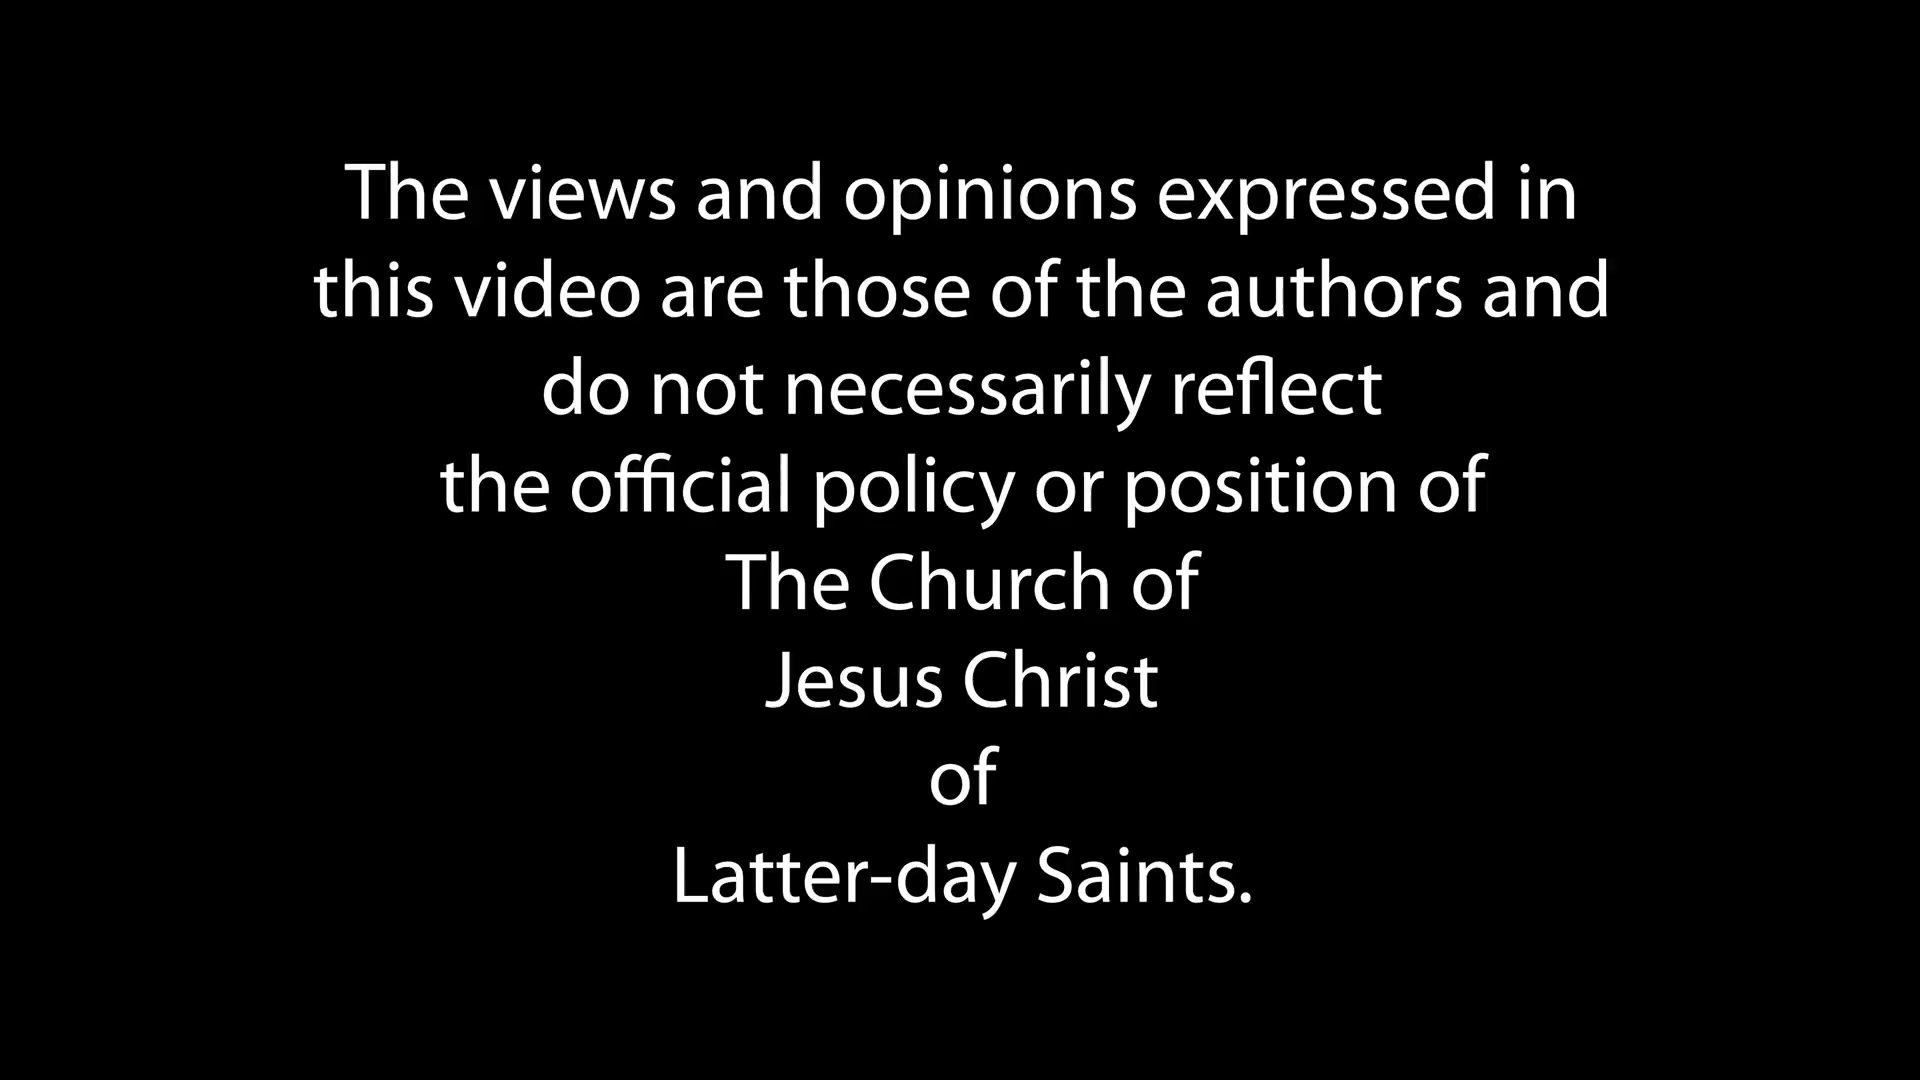 The views and opinions expressed in
this video are those of the authors and
do not necessarily reflect
the official policy or position of
The Church of
Jesus Christ
of
Latter-day Saints.